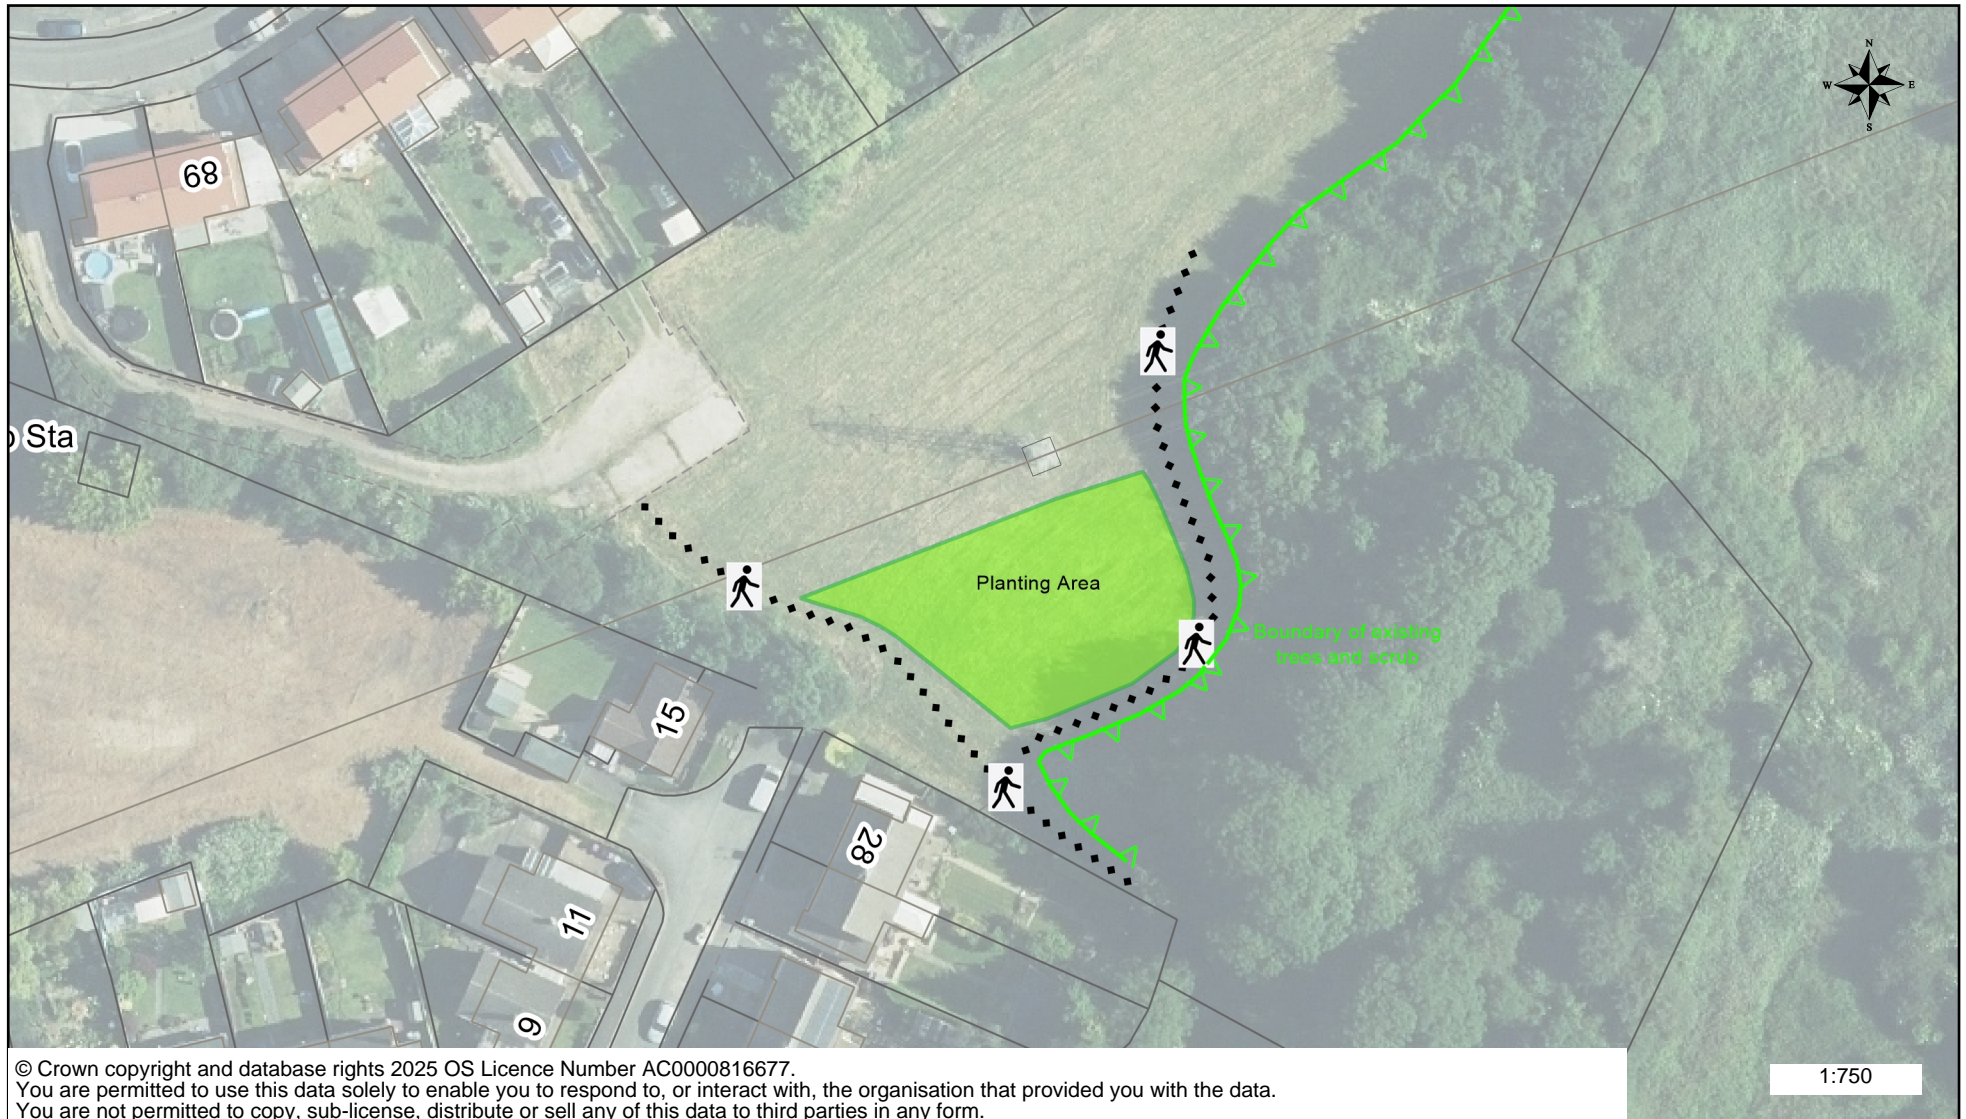 N
W E
S
89
Sta
Planting Area
Boundary of existing
trees and scrub
15
28
11
9
© Crown copyright and database rights 2025 OS Licence Number AC0000816677.
You are permitted to use this data solely to enable you to respond to, or interact with, the organisation that provided you with the data.
You are not permitted to copy, sub-license, distribute or sell any of this data to third parties in any form.
1:750